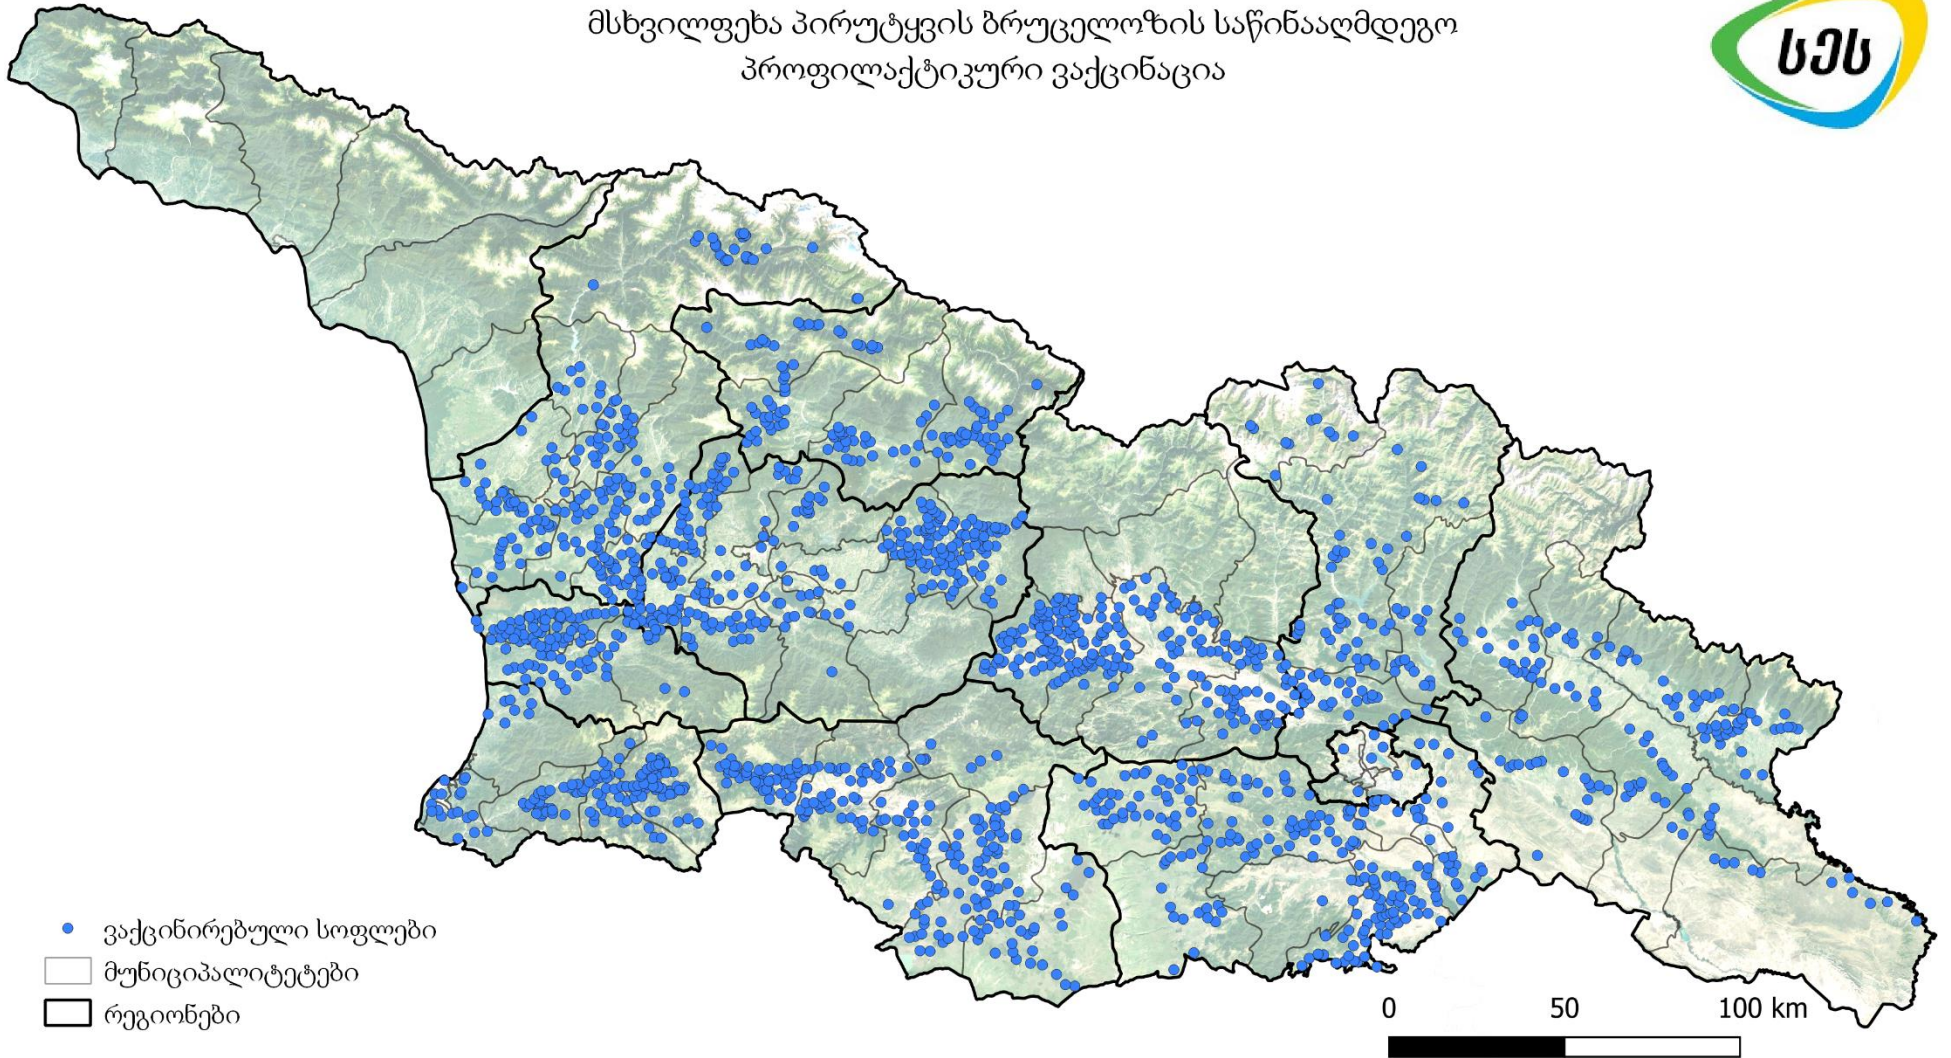 მსხვილფეხა პირუტყვის ბრუცელოზის საწინააღმდეგო
პროფილაქტიკური ვაქცინაცია
სეს
ვაქცინირებული სოფლები
მუნიციპალიტეტები
რეგიონები
0 50 100 km